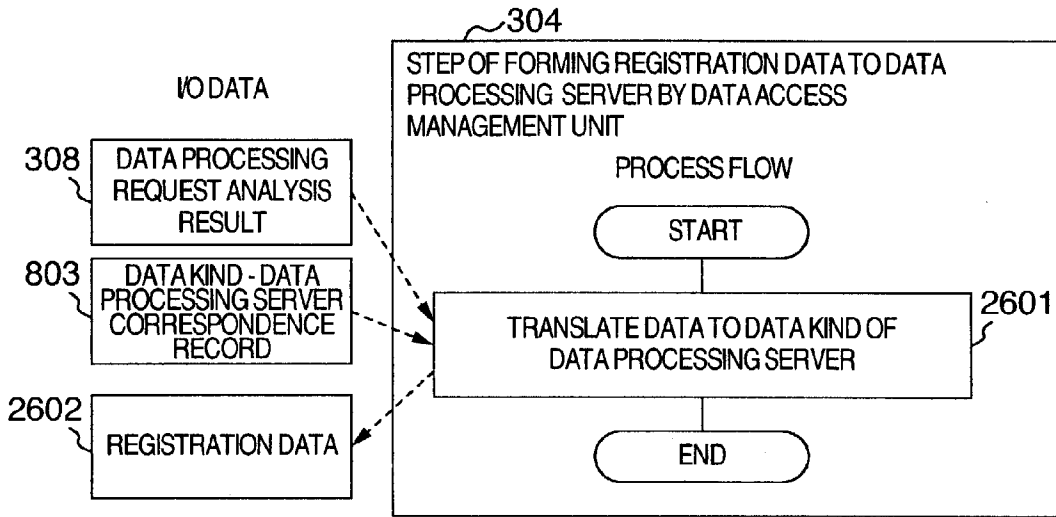 304
STEP OF FORMING REGISTRATION DATA TO DATA
PROCESSING SERVER BY DATA ACCESS
MANAGEMENT UNIT
I/O DATA
308
DATA PROCESSING
REQUEST ANALYSIS
RESULT
803
DATA KIND - DATA
PROCESSING SERVER
CORRESPONDENCE
RECORD
2602
REGISTRATION DATA
PROCESS FLOW
START
2601
TRANSLATE DATA TO DATA KIND OF
DATA PROCESSING SERVER
END